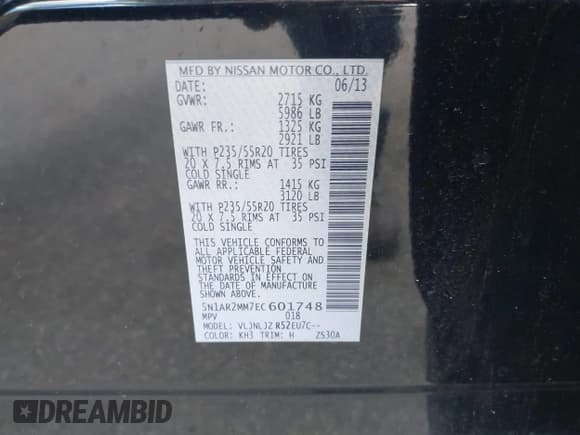 MFD BY NISSAN MOTOR CO., LTD.
DATE: 06/13
GVWR: 2715 KG
5986 LB
GAWR FR.: 1325 KG
2921 LB
WITH P235/55R20 TIRES
20 X 7.5 RIMS AT 35 PSI
COLD SINGLE
GAWR RR.: 1415 KG
3120 LB
WITH P235/55R20 TIRES
20 X 7.5 RIMS AT 35 PSI
COLD SINGLE
THIS VEHICLE CONFORMS TO
ALL APPLICABLE FEDERAL
MOTOR VEHICLE SAFETY AND
THEFT PREVENTION
STANDARDS IN EFFECT ON
THE DATE OF MANUFACTURE
SHOWN ABOVE.
5N1AR2MM7EC601748
MPV 018
MODEL: VLJNLJZ R52EU7C--
COLOR: KH3 TRIM: H ZS30A
DREAMBID